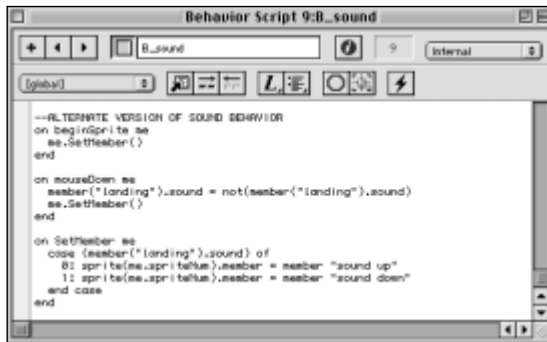 Behavior Script 9:B_sound
B_sound
9
Internal
[global]
--ALTERNATE VERSION OF SOUND BEHAVIOR
on beginSprite me
me.SetMember()
end
on mouseDown me
member("landing").sound = not(member("landing").sound)
me.SetMember()
end
on SetMember me
case (member("landing").sound) of
0: sprite(me.spriteNum).member = member "sound up"
1: sprite(me.spriteNum).member = member "sound down"
end case
end